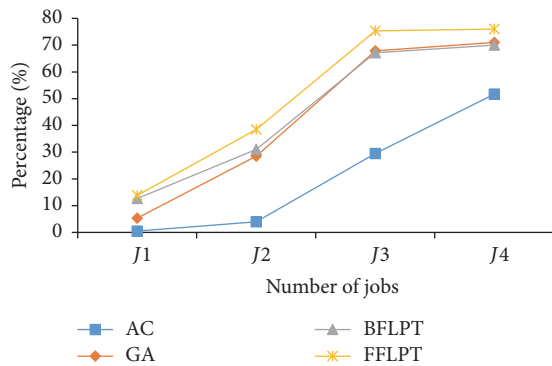 80
70
60
50
40
30
20
10
0
Percentage (%)
J1 J2 J3 J4
Number of jobs
AC BFLPT
GA FFLPT